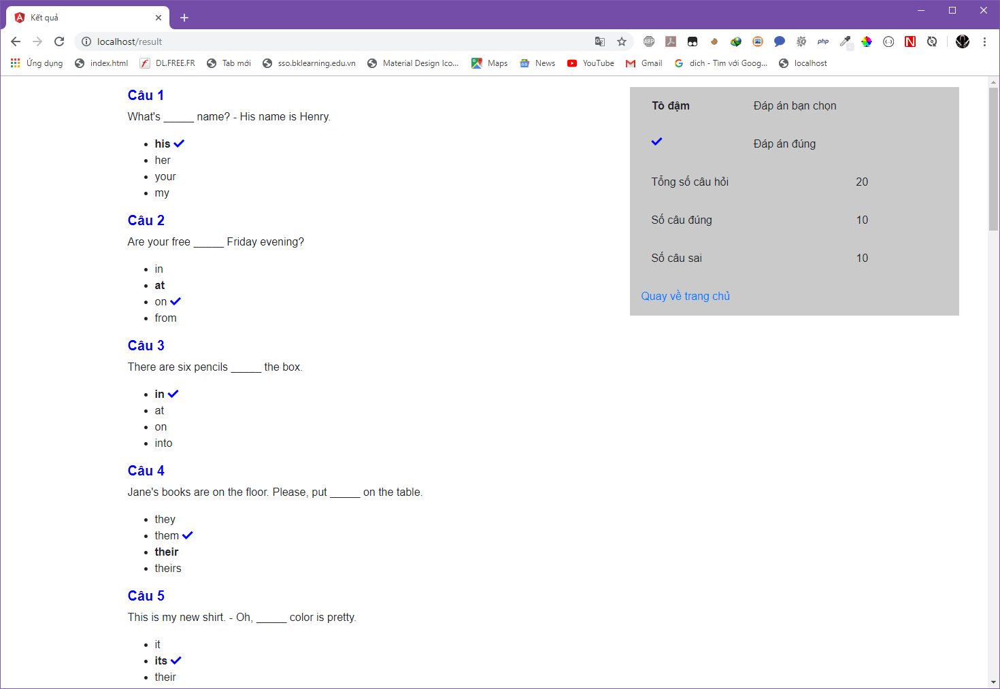 Kết quả
localhost/result
Ứng dụng index.html DL.FREE.FR Tab mới sso.bklearning.edu.vn Material Design Ico... Maps News YouTube Gmail dich - Tìm với Goog... localhost
ABP
php
Câu 1
What's _____ name? - His name is Henry.
his
her
your
my
Câu 2
Are your free _____ Friday evening?
in
at
on
from
Câu 3
There are six pencils _____ the box.
in
at
on
into
Câu 4
Jane's books are on the floor. Please, put _____ on the table.
they
them
their
theirs
Câu 5
This is my new shirt. - Oh, _____ color is pretty.
it
its
their
Tô đậm Đáp án bạn chọn
Đáp án đúng
Tổng số câu hỏi 20
Số câu đúng 10
Số câu sai 10
Quay về trang chủ